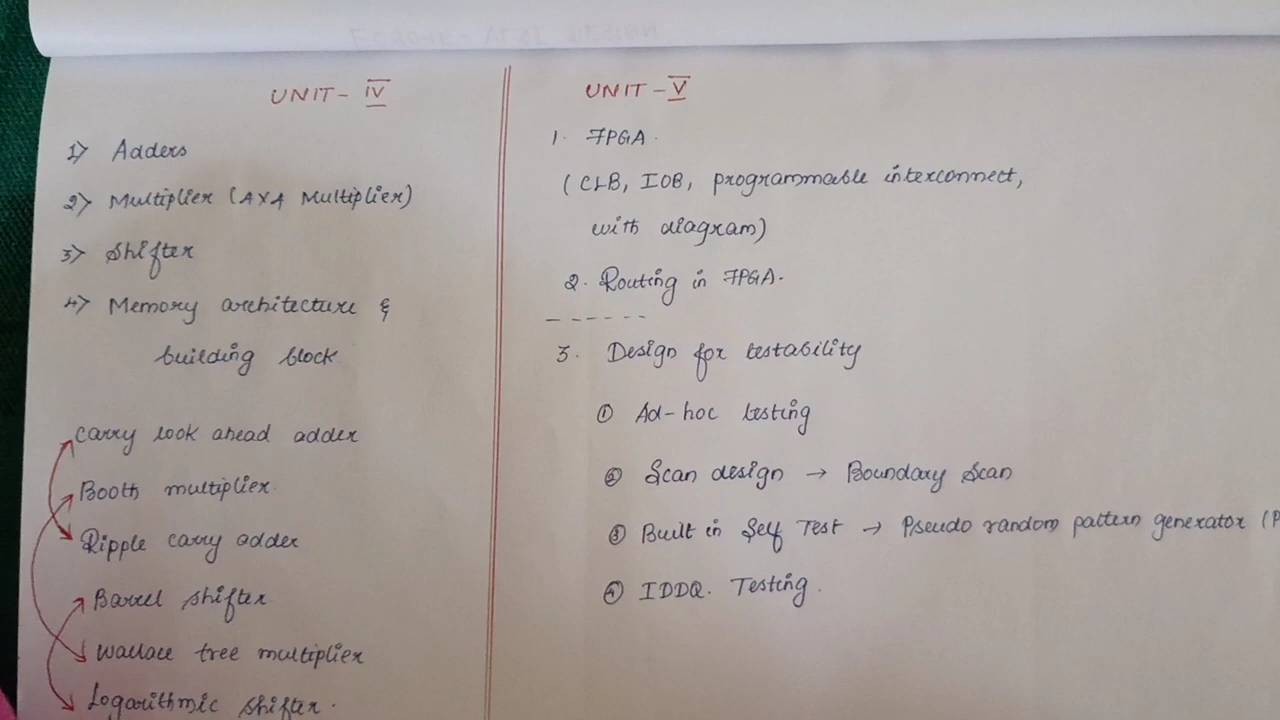 UNIT - IV
1> Adders
2> Multiplier (4x4 Multiplier)
3> Shifter
4> Memory architecture &
building block
Carry look ahead adder
Booth multiplier
Ripple carry adder
Barrel shifter
Wallace tree multiplier
Logarithmic shifter.
UNIT - V
1. FPGA.
(CLB, IOB, programmable interconnect,
with diagram)
2. Routing in FPGA.
3. Design for testability
① Ad-hoc testing
② Scan design → Boundary Scan
③ Built in Self Test → Pseudo random pattern generator (P
④ IDDQ. Testing.